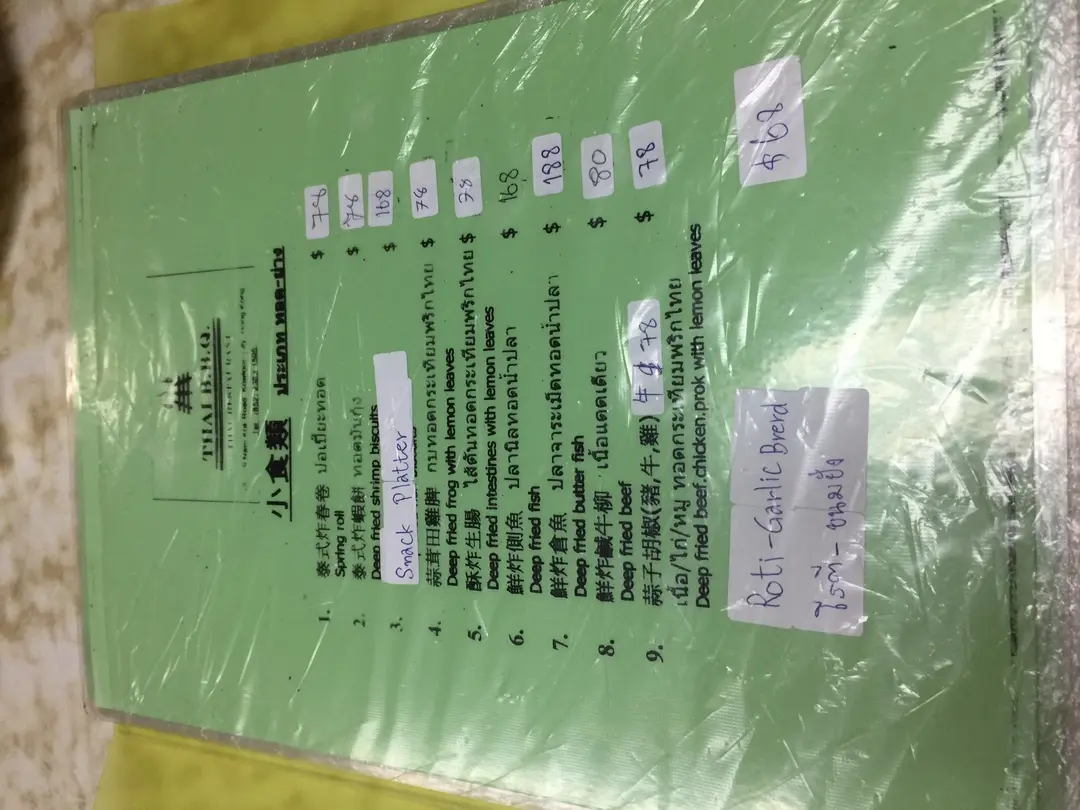 THAI B.B.Q.
小食類 ประเภท ทอด-ย่าง
1. 泰式炸春卷 ปอเปี๊ยะทอด $ 78
Spring roll
2. 泰式炸蝦餅 ทอดมันกุ้ง $ 78
Deep fried shrimp biscuits
3. Smack Platter $ 168
4. 蒜茸田雞脾 กบทอดกระเทียมพริกไทย $ 78
Deep fried frog with lemon leaves
5. 酥炸生腸 ไส้ตันทอดกระเทียมพริกไทย $ 78
Deep fried intestines with lemon leaves
6. 鮮炸側魚 ปลานิลทอดน้ำปลา $ 168
Deep fried fish
7. 鮮炸倉魚 ปลาจาระเม็ดทอดน้ำปลา $ 188
Deep fried butter fish
8. 鮮炸鹹牛柳 เนื้อแดดเดียว $ 80
Deep fried beef
9. 蒜子胡椒(豬,牛,雞) 牛 $ 78 $ 78
เนื้อ/ไก่/หมู ทอดกระเทียมพริกไทย
Deep fried beef,chicken,prok with lemon leaves
Roti-Garlic Brerd $ 68
โรตี-ขนมปัง